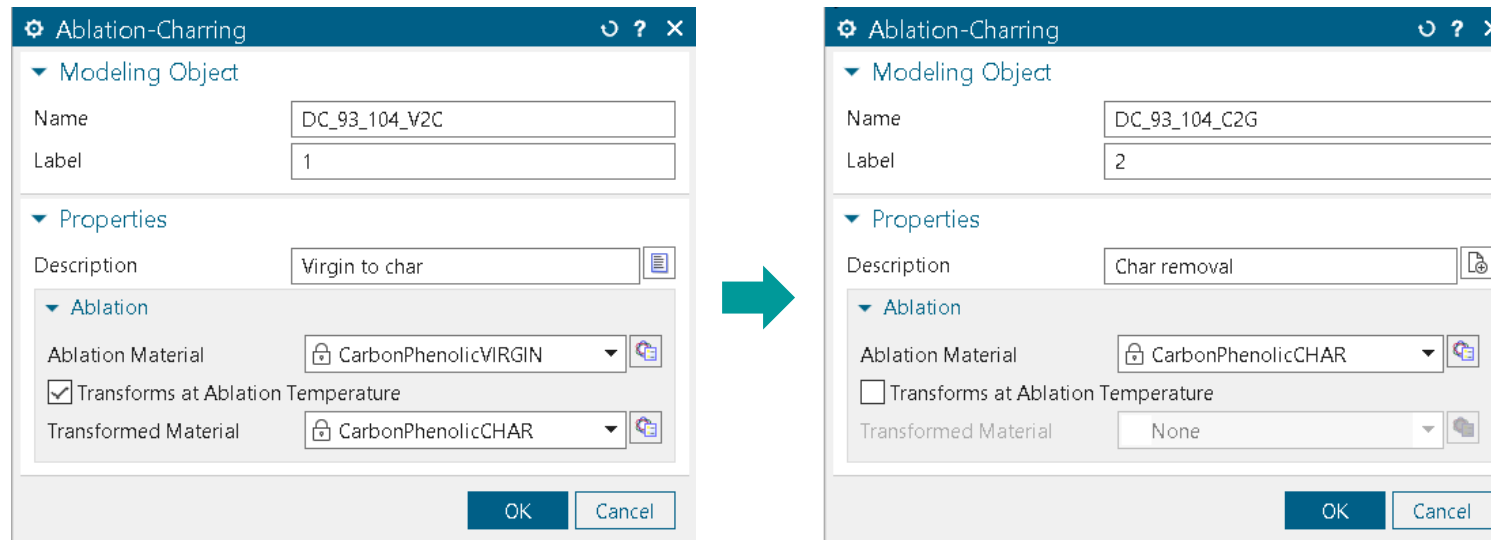 Ablation-Charring
Modeling Object
Name DC_93_104_V2C
Label 1
Properties
Description Virgin to char
Ablation
Ablation Material CarbonPhenolicVIRGIN
Transforms at Ablation Temperature
Transformed Material CarbonPhenolicCHAR
OK Cancel
Ablation-Charring
Modeling Object
Name DC_93_104_C2G
Label 2
Properties
Description Char removal
Ablation
Ablation Material CarbonPhenolicCHAR
Transforms at Ablation Temperature
Transformed Material None
OK Cancel